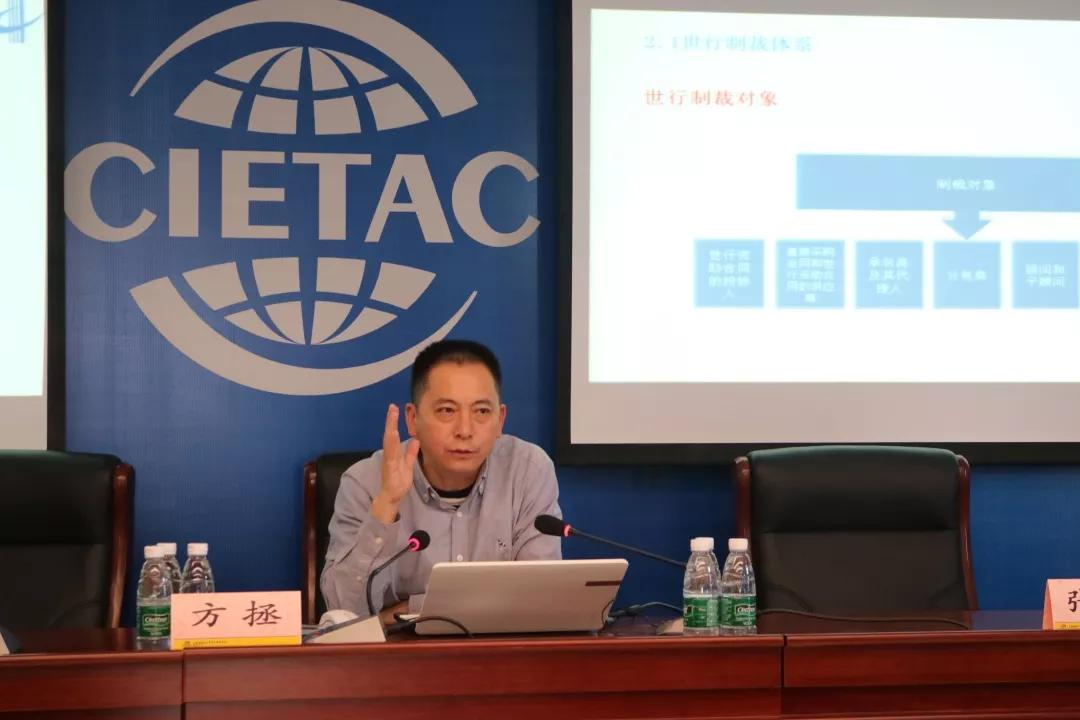 CIETAC
2.1世行制裁体系
世行制裁对象
制裁对象
世行资
助合同
的投标
人
承包商
及其代
理人
分包商
顾问和
子顾问
方拯